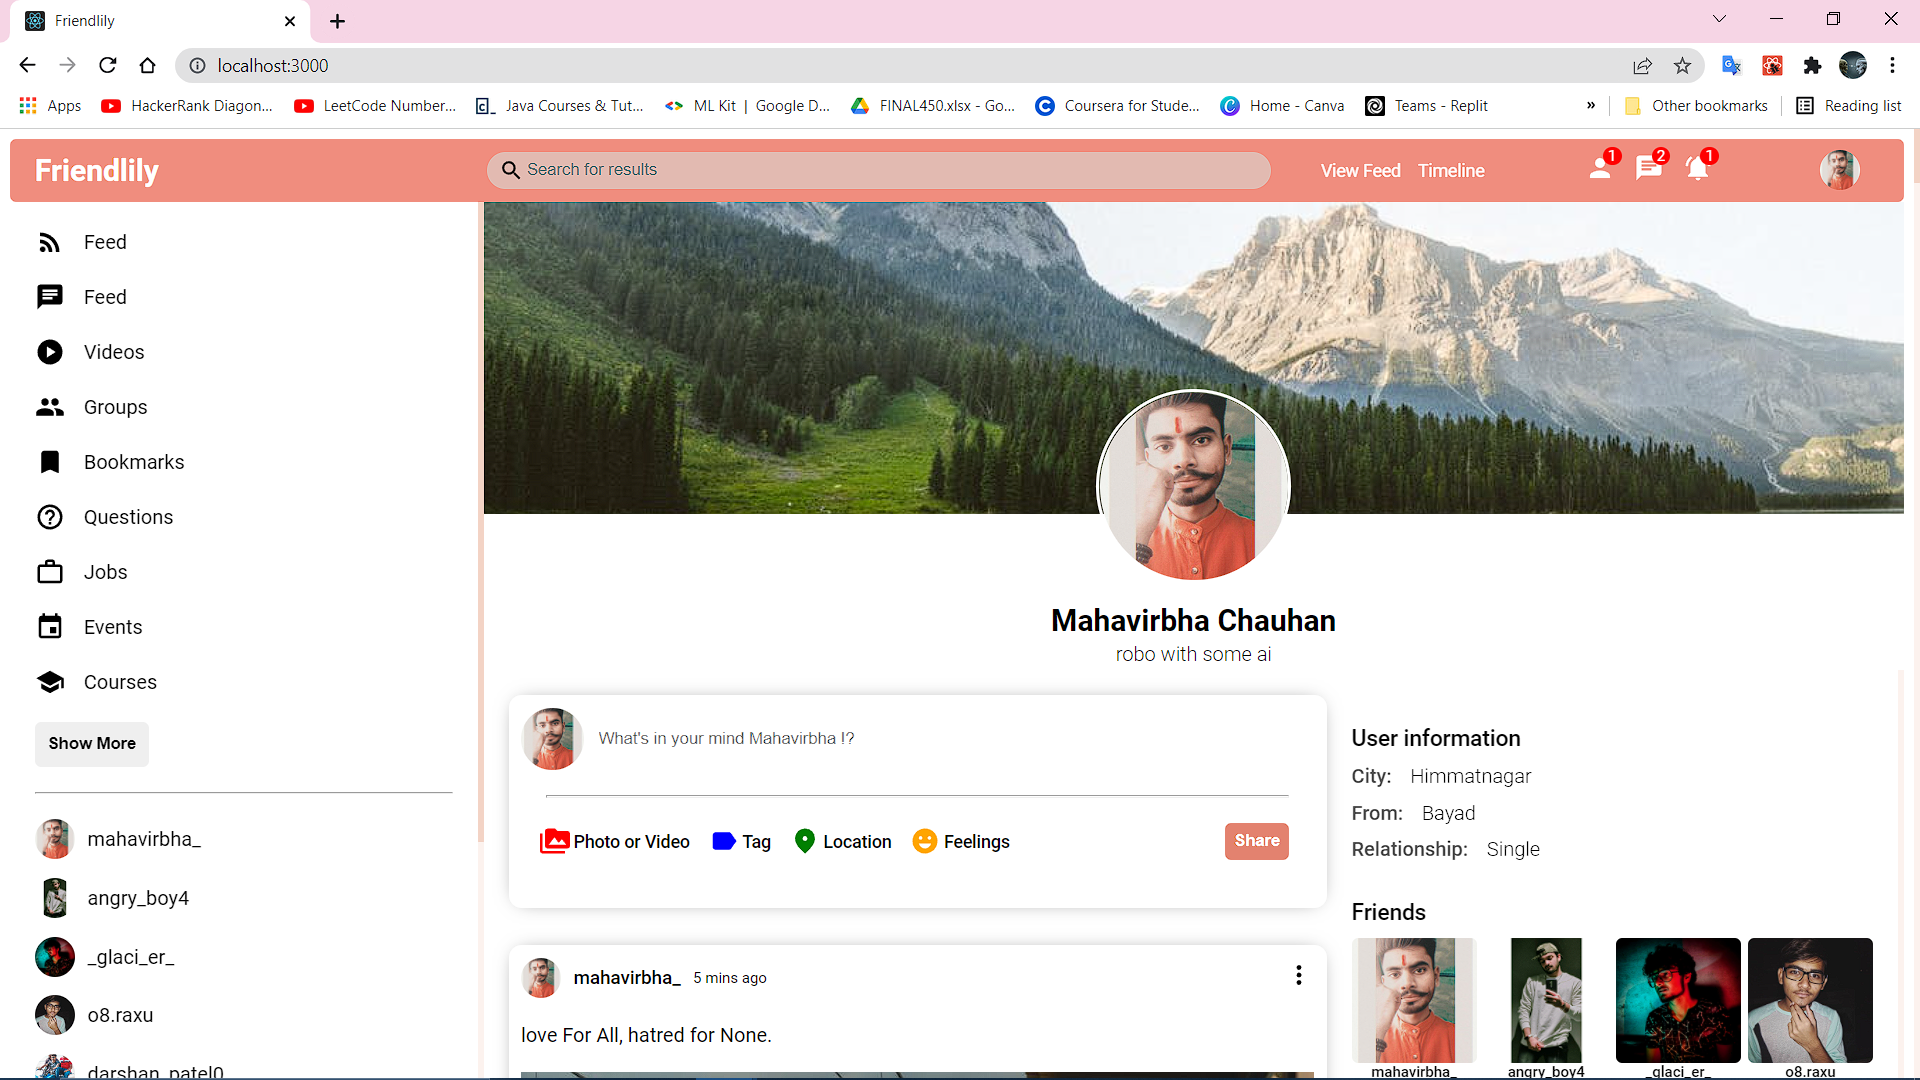 Friendlily
localhost:3000
Apps
HackerRank Diagon...
LeetCode Number...
Java Courses & Tut...
ML Kit | Google D...
FINAL450.xlsx - Go...
Coursera for Stude...
Home - Canva
Teams - Replit
»
Other bookmarks
Reading list
Friendlily
Search for results
View Feed
Timeline
1
2
1
Feed
Feed
Videos
Groups
Bookmarks
Questions
Jobs
Events
Courses
Show More
mahavirbha_
angry_boy4
_glaci_er_
o8.raxu
darshan_patel0
Mahavirbha Chauhan
robo with some ai
What's in your mind Mahavirbha !?
Photo or Video
Tag
Location
Feelings
Share
mahavirbha_ 5 mins ago
love For All, hatred for None.
User information
City: Himmatnagar
From: Bayad
Relationship: Single
Friends
mahavirbha_
angry_boy4
_glaci_er_
o8.raxu